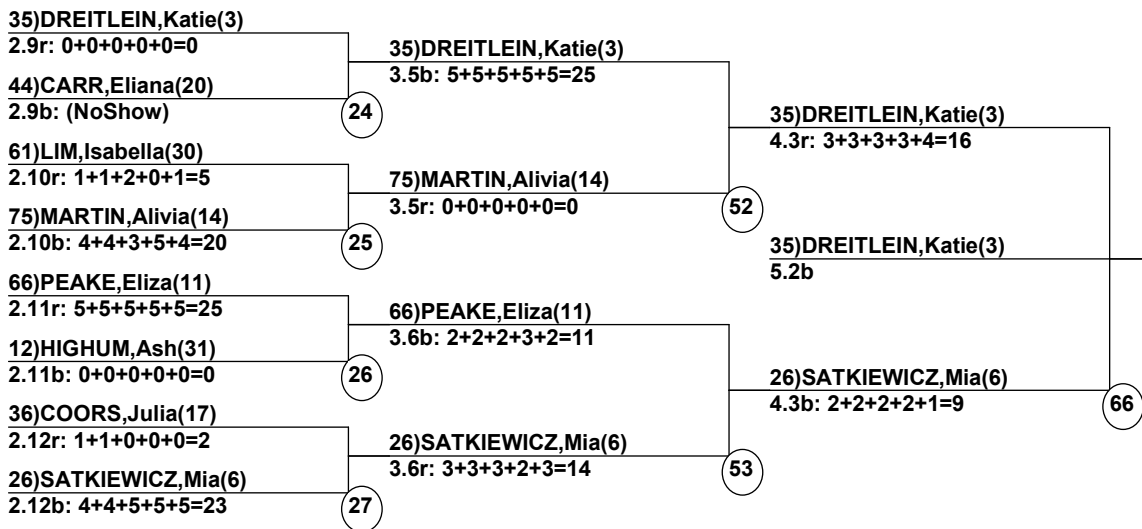 35)DREITLEIN,Katie(3)
2.9r: 0+0+0+0+0=0
44)CARR,Eliana(20)
2.9b: (NoShow)
24
61)LIM,Isabella(30)
2.10r: 1+1+2+0+1=5
75)MARTIN,Alivia(14)
2.10b: 4+4+3+5+4=20
25
66)PEAKE,Eliza(11)
2.11r: 5+5+5+5+5=25
12)HIGHUM,Ash(31)
2.11b: 0+0+0+0+0=0
26
36)COORS,Julia(17)
2.12r: 1+1+0+0+0=2
26)SATKIEWICZ,Mia(6)
2.12b: 4+4+5+5+5=23
27
35)DREITLEIN,Katie(3)
3.5b: 5+5+5+5+5=25
75)MARTIN,Alivia(14)
3.5r: 0+0+0+0+0=0
52
66)PEAKE,Eliza(11)
3.6b: 2+2+2+3+2=11
26)SATKIEWICZ,Mia(6)
3.6r: 3+3+3+2+3=14
53
35)DREITLEIN,Katie(3)
4.3r: 3+3+3+3+4=16
35)DREITLEIN,Katie(3)
5.2b
26)SATKIEWICZ,Mia(6)
4.3b: 2+2+2+2+1=9
66